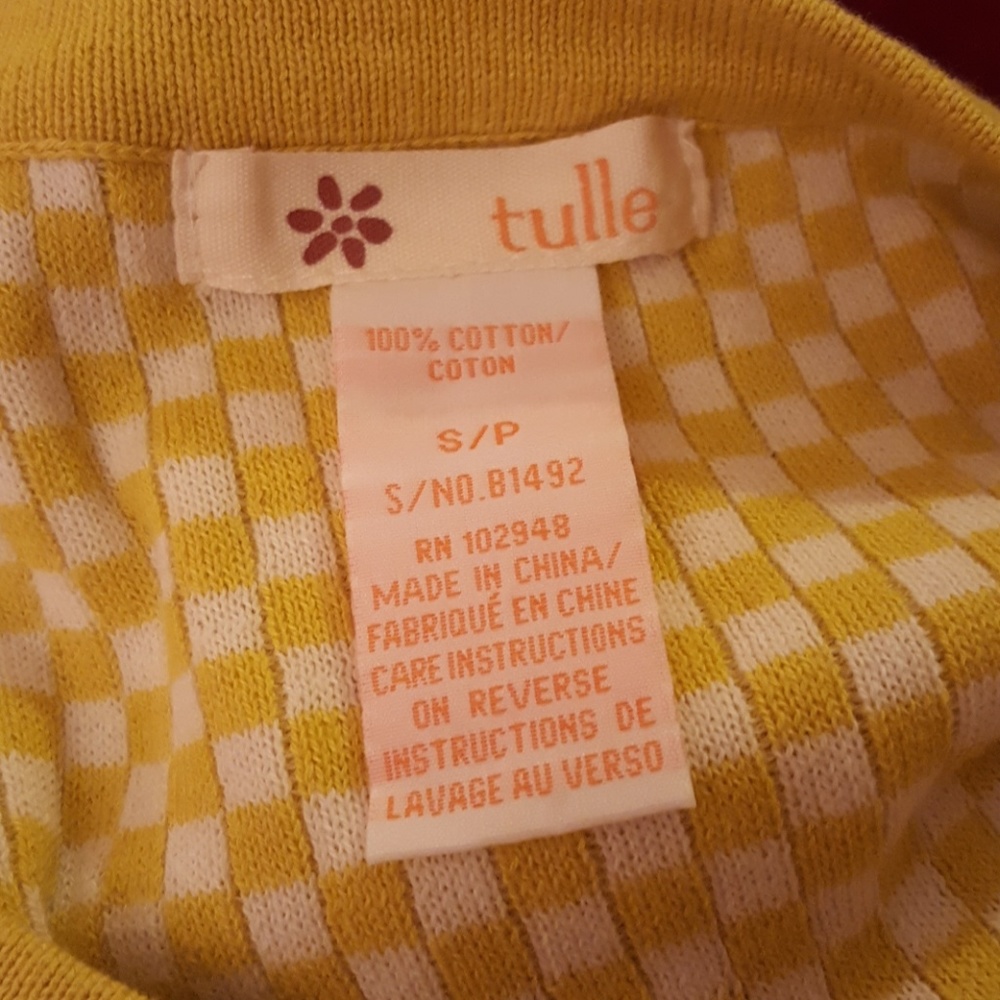 tulle
100% COTTON/
COTON
S/P
S/NO.B1492
RN 102948
MADE IN CHINA/
FABRIQUÉ EN CHINE
CARE INSTRUCTIONS
ON REVERSE
INSTRUCTIONS DE
LAVAGE AU VERSO